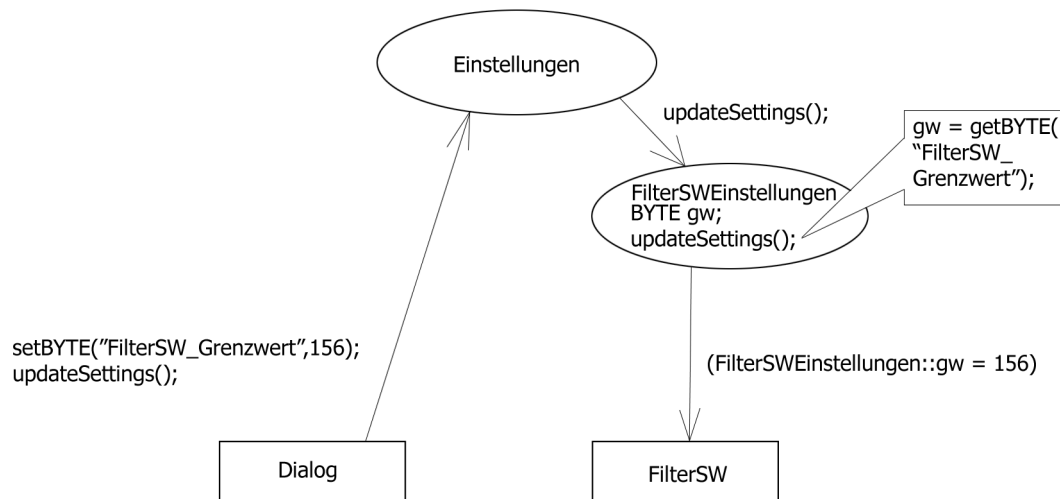 Einstellungen
updateSettings();
gw = getBYTE(
“FilterSW_
Grenzwert”);
FilterSWEinstellungen
BYTE gw;
updateSettings();
setBYTE(”FilterSW_Grenzwert”,156);
updateSettings();
(FilterSWEinstellungen::gw = 156)
Dialog
FilterSW